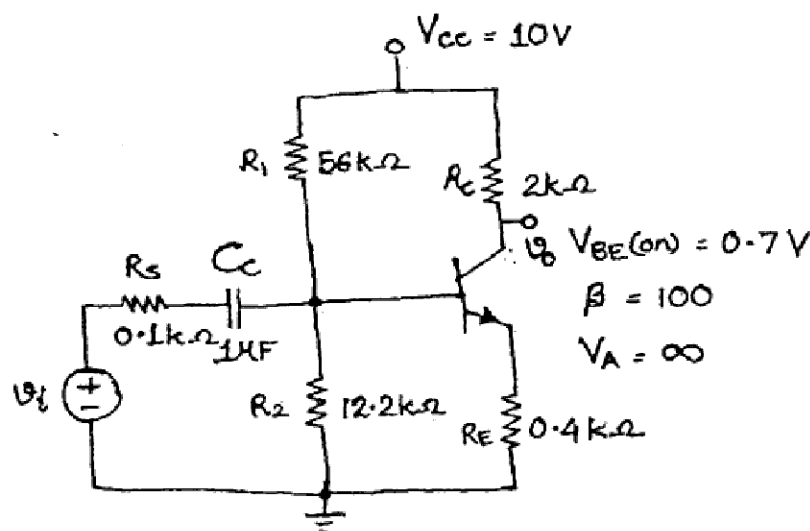 Vcc = 10V
R1 56kΩ
Rc 2kΩ
vo VBE(on) = 0.7V
Rs Cc
β = 100
0.1kΩ 1μF
VA = ∞
vi + -
R2 12.2kΩ
RE 0.4kΩ